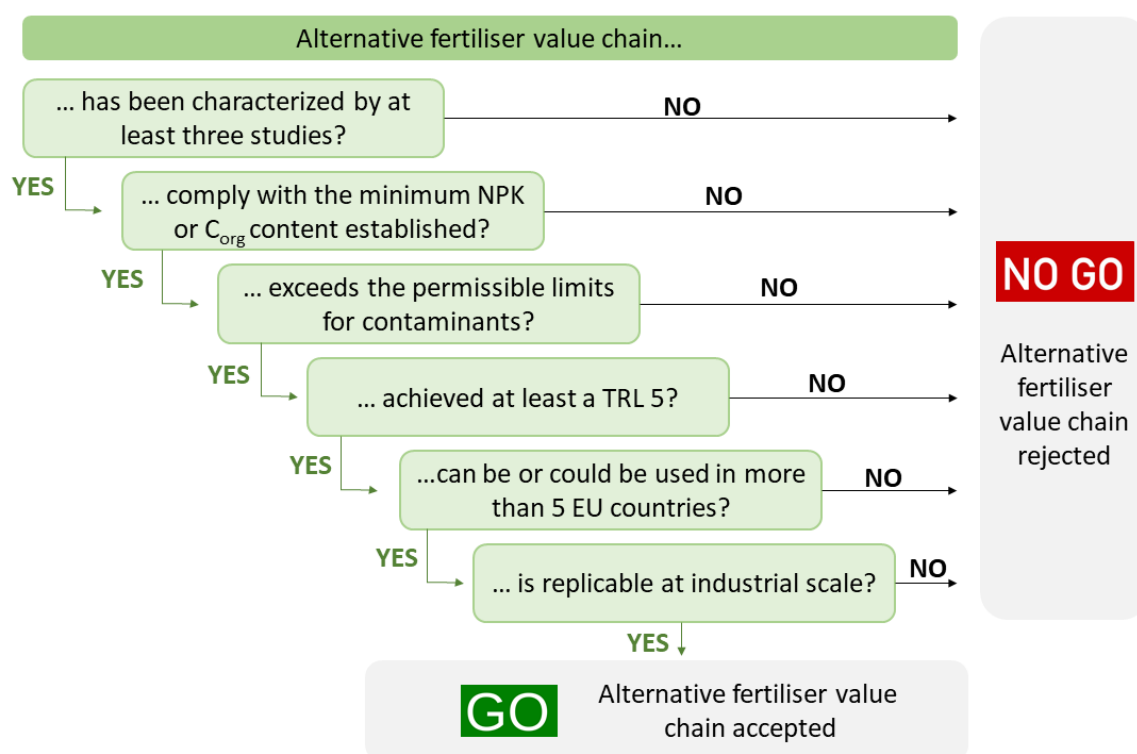 Alternative fertiliser value chain...
... has been characterized by at
least three studies?
NO
YES
... comply with the minimum NPK
or Corg content established?
NO
YES
... exceeds the permissible limits
for contaminants?
NO
YES
... achieved at least a TRL 5?
NO
YES
...can be or could be used in more
than 5 EU countries?
NO
YES
... is replicable at industrial scale?
NO
YES
NO GO
Alternative
fertiliser
value chain
rejected
GO
Alternative fertiliser value
chain accepted